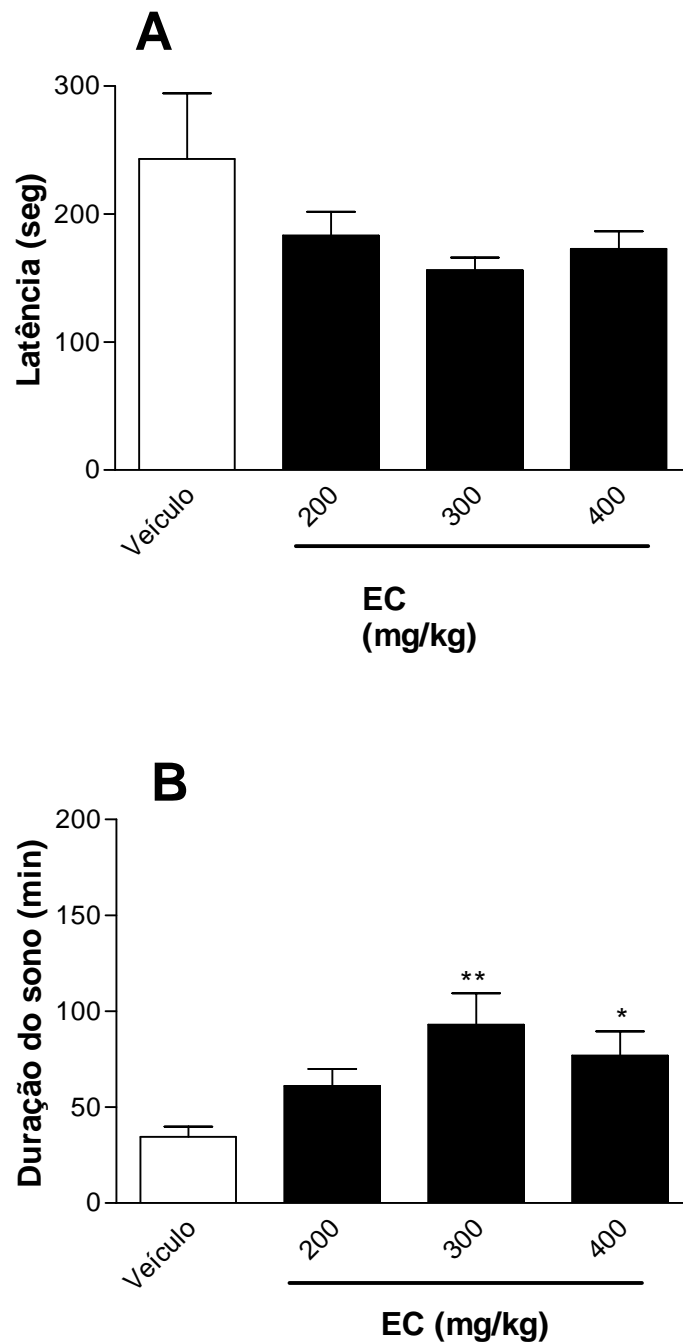 A
Latência (seg)
300
200
100
0
Veículo
200
300
400
EC
(mg/kg)
B
Duração do sono (min)
200
150
100
50
0
**
*
Veículo
200
300
400
EC (mg/kg)